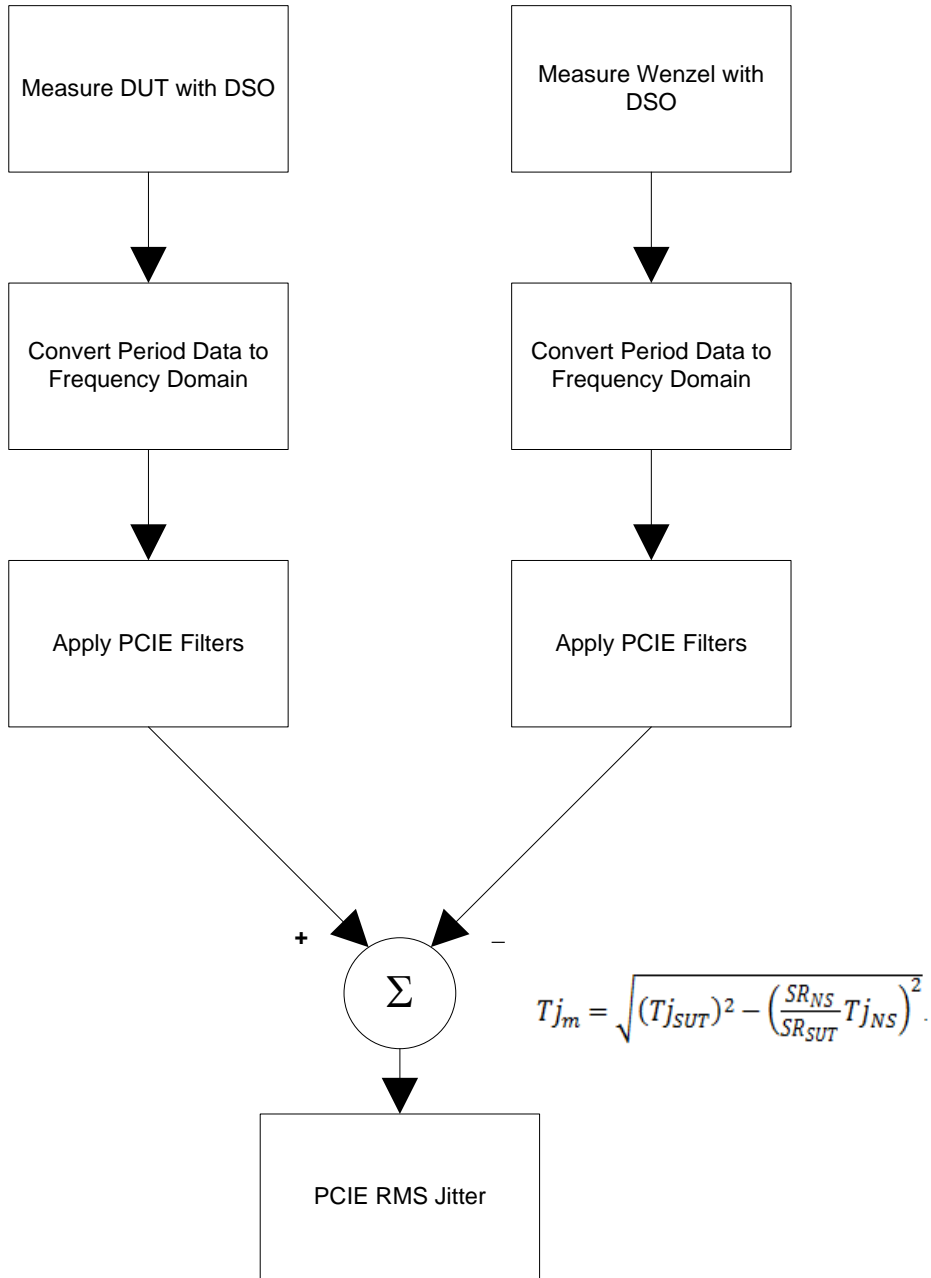 Measure DUT with DSO
Measure Wenzel with
DSO
Convert Period Data to
Frequency Domain
Convert Period Data to
Frequency Domain
Apply PCIE Filters
Apply PCIE Filters
+
–
Σ
Tj_m = √((Tj_SUT)² − (SR_NS/SR_SUT Tj_NS)²).
PCIE RMS Jitter